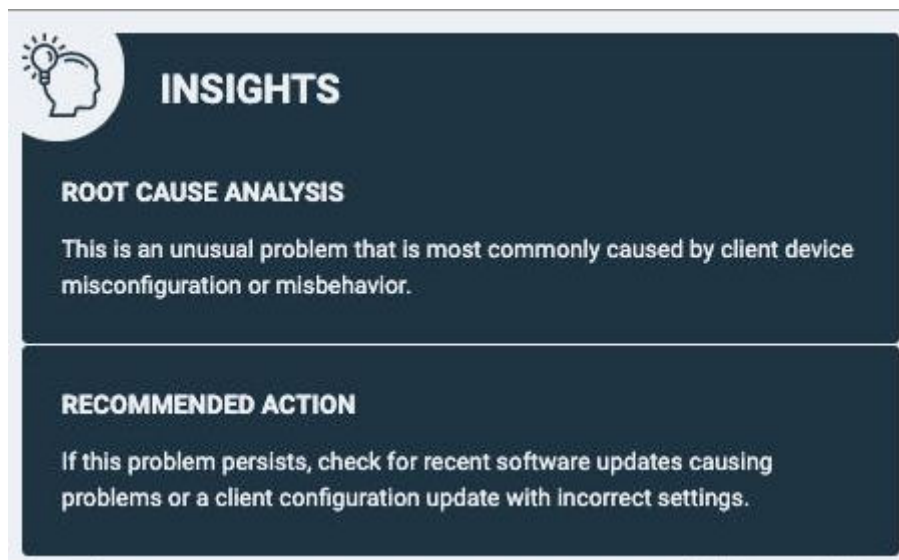 INSIGHTS
ROOT CAUSE ANALYSIS
This is an unusual problem that is most commonly caused by client device
misconfiguration or misbehavior.
RECOMMENDED ACTION
If this problem persists, check for recent software updates causing
problems or a client configuration update with incorrect settings.